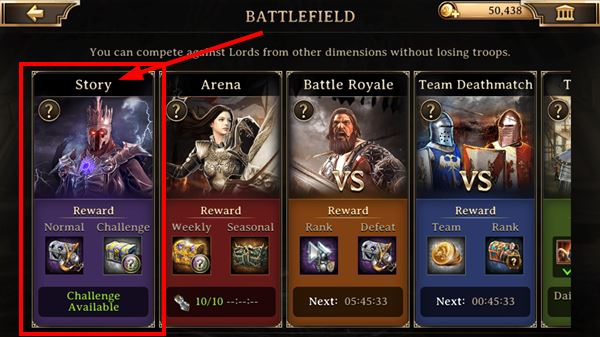 BATTLEFIELD
50,438
You can compete against Lords from other dimensions without losing troops.
Story
?
Reward
Normal Challenge
?
Challenge
Available
Arena
?
Reward
Weekly Seasonal
?
10/10 --:--:--
Battle Royale
?
VS
Reward
Rank Defeat
Next: 05:45:33
Team Deathmatch
?
VS
Reward
Team Rank
?
Next: 00:45:33
T
?
Dai